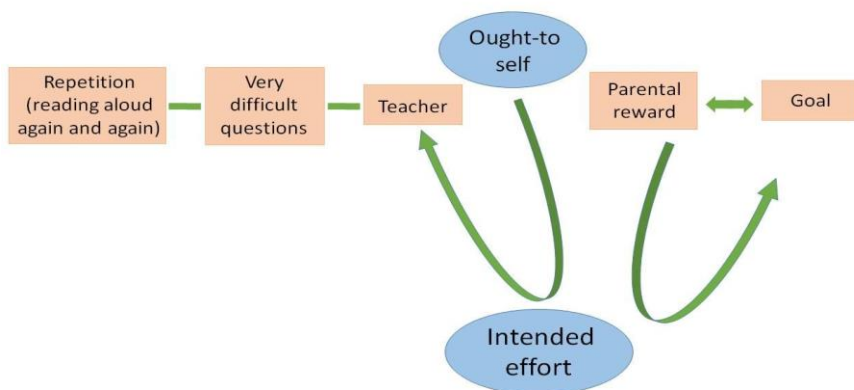 Ought-to
self
Repetition
(reading aloud
again and again)
Very
difficult
questions
Teacher
Parental
reward
Goal
Intended
effort